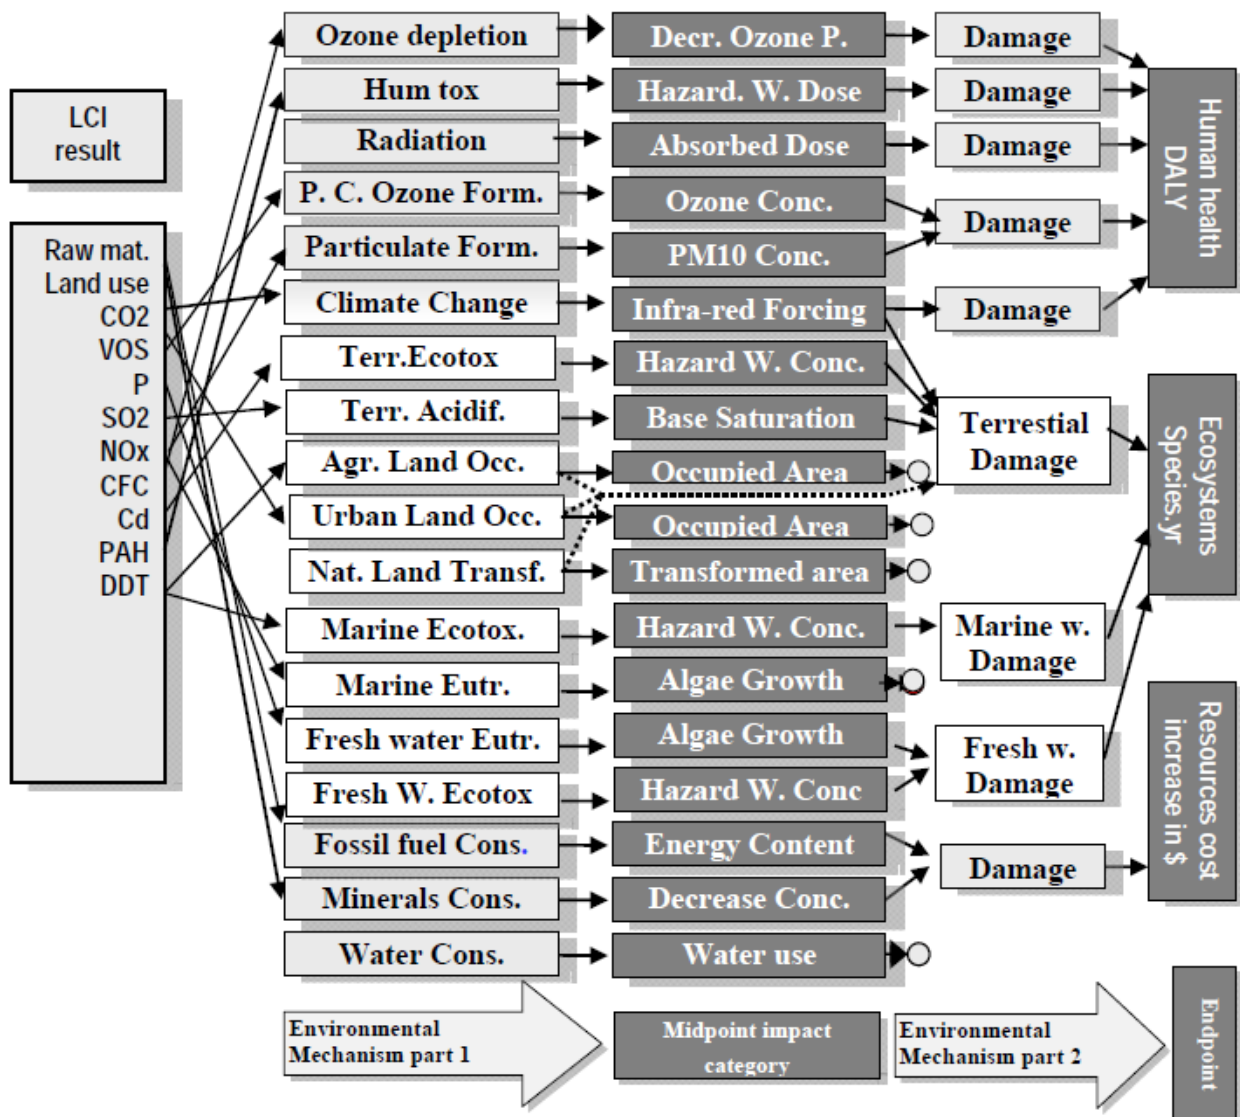 LCI
result
Raw mat.
Land use
CO2
VOS
P
SO2
NOx
CFC
Cd
PAH
DDT
Ozone depletion
Hum tox
Radiation
P. C. Ozone Form.
Particulate Form.
Climate Change
Terr.Ecotox
Terr. Acidif.
Agr. Land Occ.
Urban Land Occ.
Nat. Land Transf.
Marine Ecotox.
Marine Eutr.
Fresh water Eutr.
Fresh W. Ecotox
Fossil fuel Cons.
Minerals Cons.
Water Cons.
Decr. Ozone P.
Hazard. W. Dose
Absorbed Dose
Ozone Conc.
PM10 Conc.
Infra-red Forcing
Hazard W. Conc.
Base Saturation
Occupied Area
Occupied Area
Transformed area
Hazard W. Conc.
Algae Growth
Algae Growth
Hazard W. Conc
Energy Content
Decrease Conc.
Water use
Damage
Damage
Damage
Damage
Damage
Terrestial
Damage
Marine w.
Damage
Fresh w.
Damage
Damage
Human health
DALY
Ecosystems
Species.yr
Resources cost
increase in $
Environmental
Mechanism part 1
Midpoint impact
category
Environmental
Mechanism part 2
Endpoint